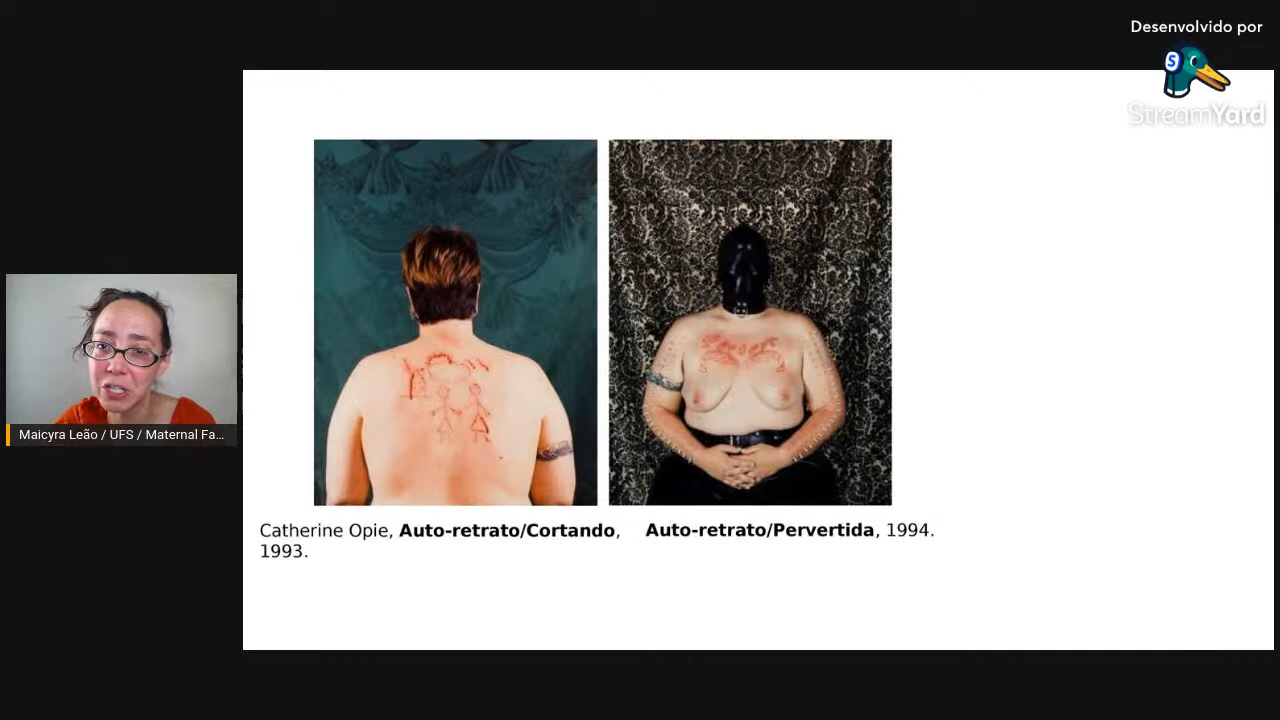 Desenvolvido por
StreamYard
Maicyra Leão / UFS / Maternal Fa...
Catherine Opie, Auto-retrato/Cortando,
1993.
Auto-retrato/Pervertida, 1994.